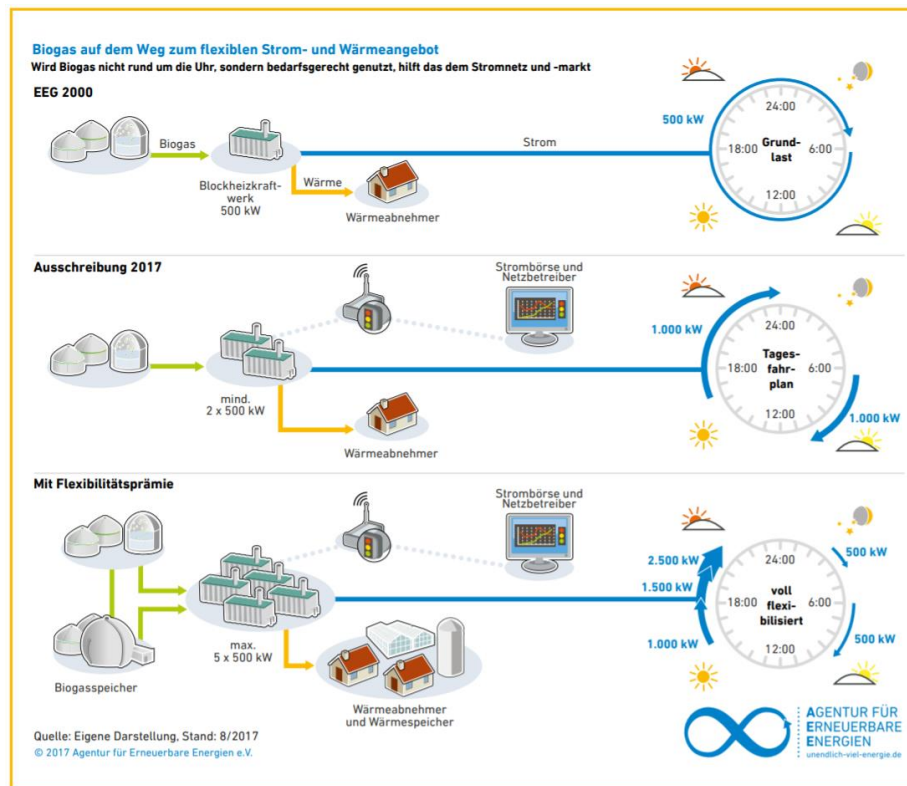 Biogas auf dem Weg zum flexiblen Strom- und Wärmeangebot
Wird Biogas nicht rund um die Uhr, sondern bedarfsgerecht genutzt, hilft das dem Stromnetz und -markt
EEG 2000
Biogas
Blockheizkraft-
werk
500 kW
Wärme
Wärmeabnehmer
Strom
500 kW
24:00
18:00
Grund-
last
6:00
12:00
Ausschreibung 2017
mind.
2 x 500 kW
Wärmeabnehmer
Strombörse und
Netzbetreiber
1.000 kW
24:00
18:00
Tages-
fahr-
plan
6:00
12:00
1.000 kW
Mit Flexibilitätsprämie
Biogasspeicher
max.
5 x 500 kW
Wärmeabnehmer
und Wärmespeicher
Strombörse und
Netzbetreiber
2.500 kW
1.500 kW
1.000 kW
24:00
18:00
voll
flexi-
bilisiert
6:00
12:00
500 kW
500 kW
Quelle: Eigene Darstellung, Stand: 8/2017
© 2017 Agentur für Erneuerbare Energien e.V.
AGENTUR FÜR
ERNEUERBARE
ENERGIEN
unendlich-viel-energie.de